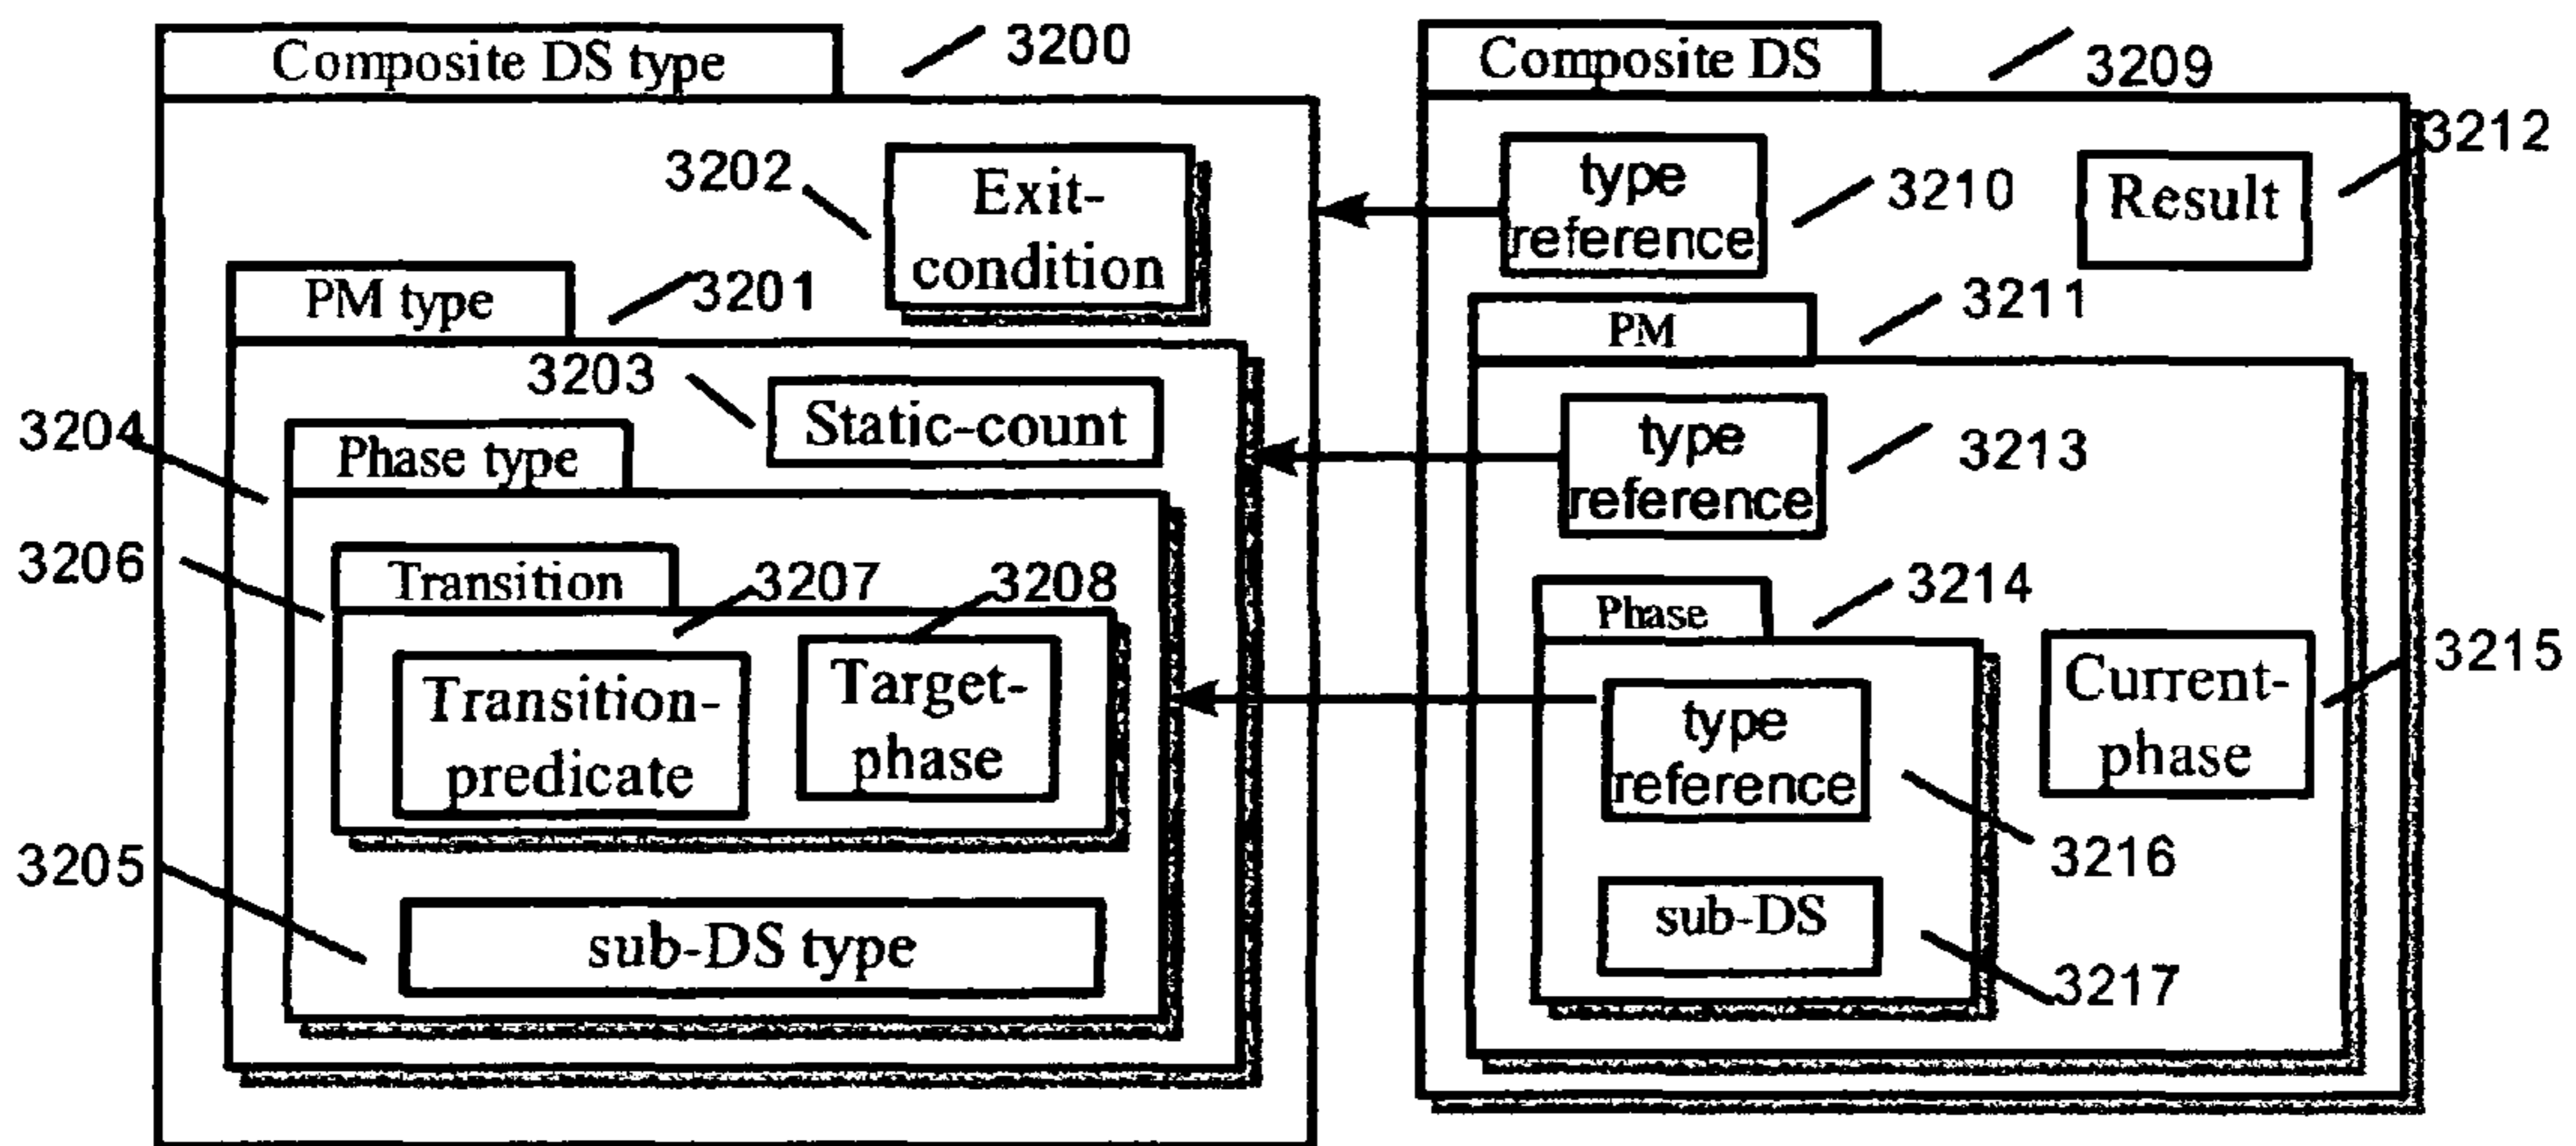 Composite DS type
3200
3202
Exit-
condition
PM type
3201
3203
Static-count
3204
Phase type
3206
Transition
3207
3208
Transition-
predicate
Target-
phase
3205
sub-DS type
Composite DS
3209
3212
type
reference
3210
Result
3211
PM
type
reference
3213
3214
Phase
3215
type
reference
Current-
phase
3216
sub-DS
3217